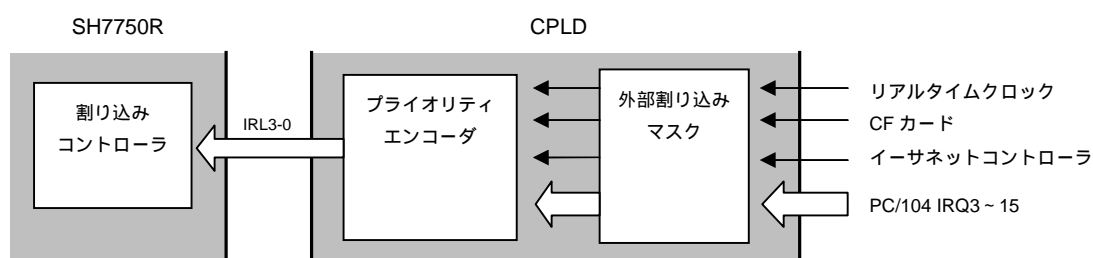 SH7750R
CPLD
割り込み
コントローラ
IRL3-0
プライオリティ
エンコーダ
外部割り込み
マスク
リアルタイムクロック
CF カード
イーサネットコントローラ
PC/104 IRQ3 ~ 15